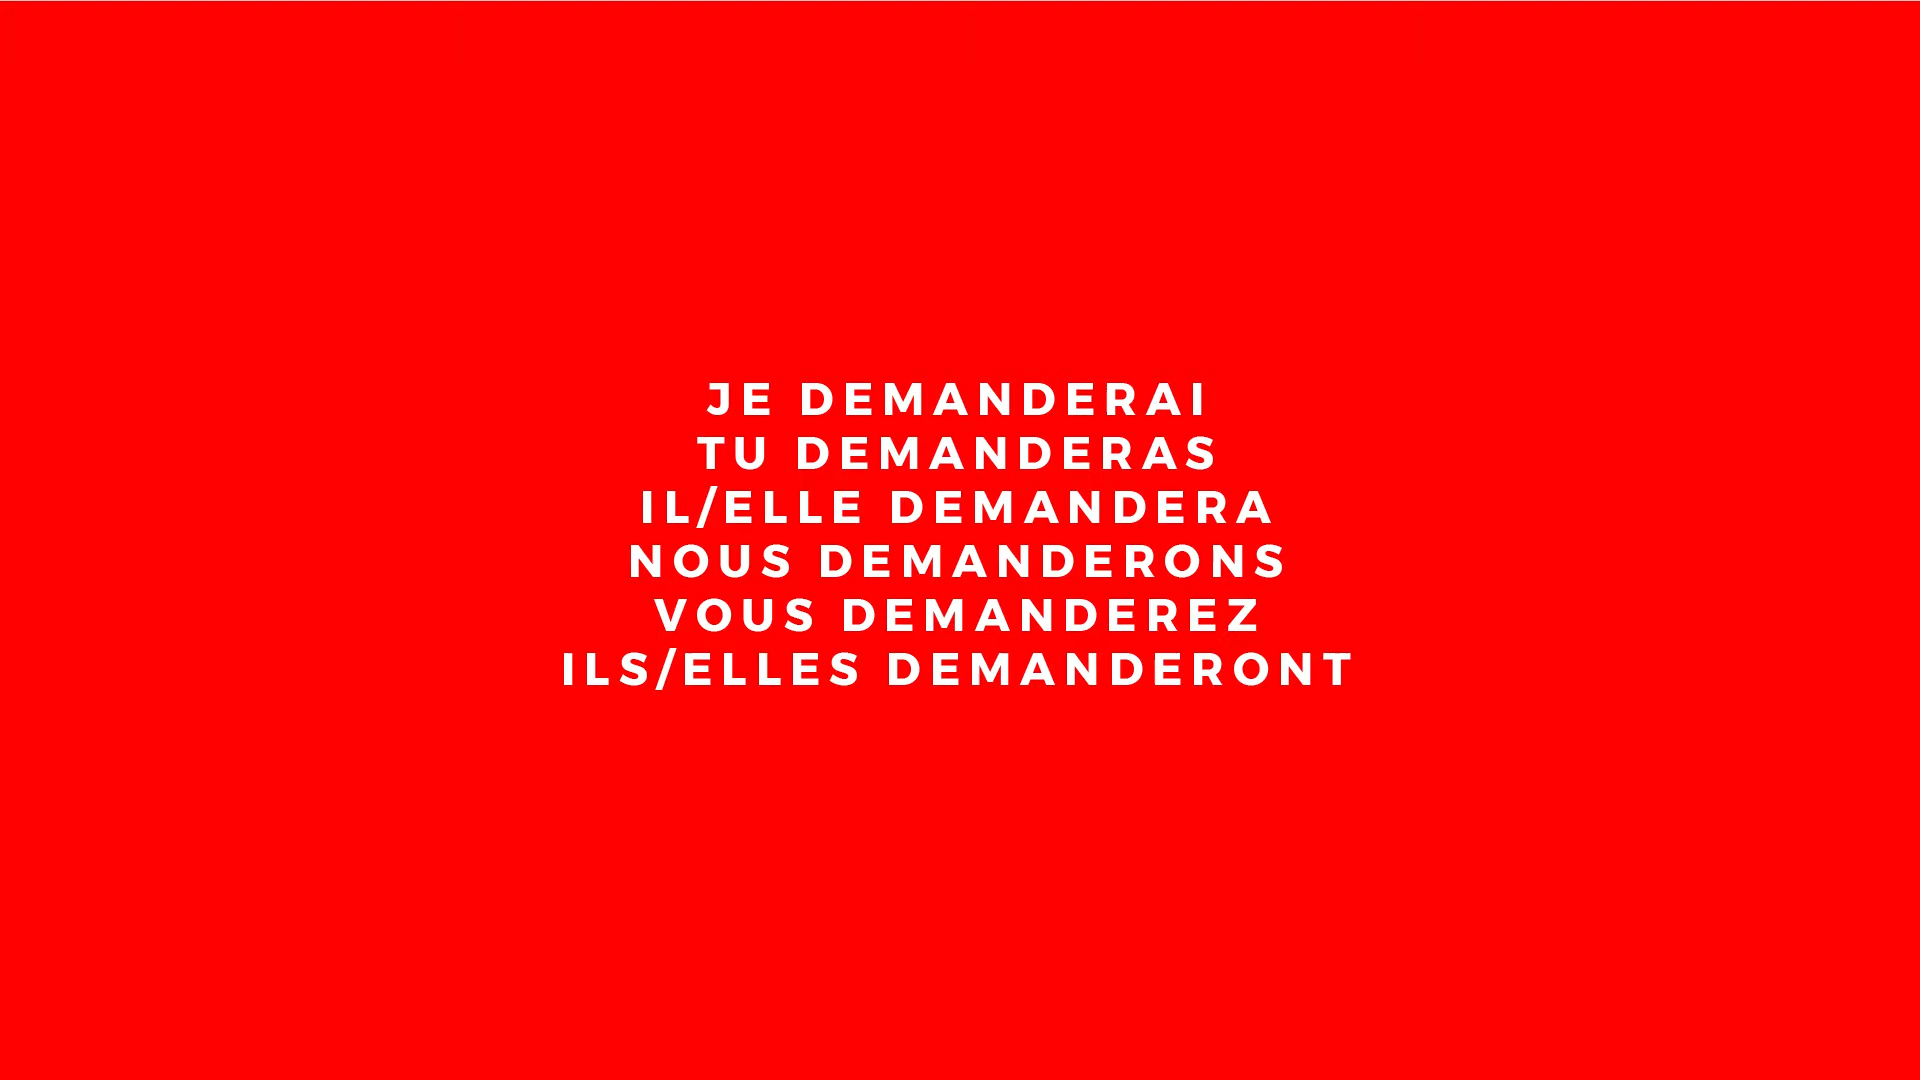 JE DEMANDERAI
TU DEMANDERAS
IL/ELLE DEMANDERA
NOUS DEMANDERONS
VOUS DEMANDEREZ
ILS/ELLES DEMANDERONT